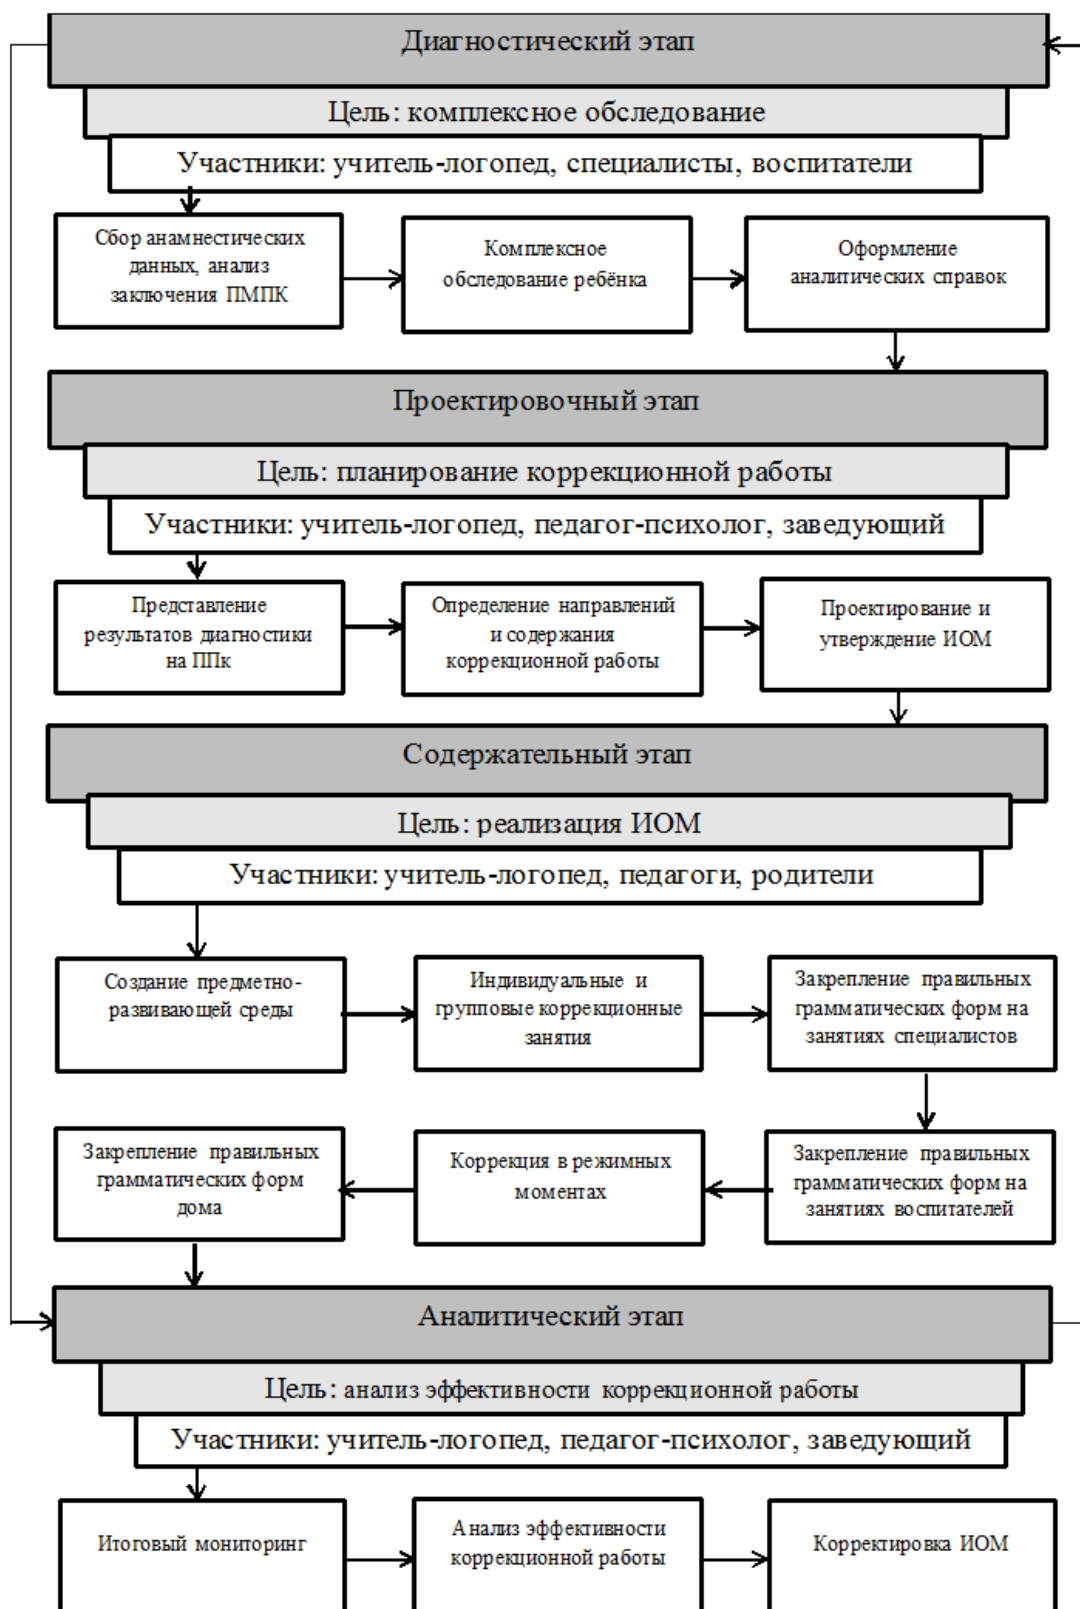 Диагностический этап
Цель: комплексное обследование
Участники: учитель-логопед, специалисты, воспитатели
Сбор анамнестических
данных, анализ
заключения ПМПК
Комплексное
обследование ребёнка
Оформление
аналитических справок
Проектировочный этап
Цель: планирование коррекционной работы
Участники: учитель-логопед, педагог-психолог, заведующий
Представление
результатов диагностики
на ППк
Определение направлений
и содержания
коррекционной работы
Проектирование и
утверждение ИОМ
Содержательный этап
Цель: реализация ИОМ
Участники: учитель-логопед, педагоги, родители
Создание предметно-
развивающей среды
Индивидуальные и
групповые коррекционные
занятия
Закрепление правильных
грамматических форм на
занятиях специалистов
Закрепление правильных
грамматических форм
дома
Коррекция в режимных
моментах
Закрепление правильных
грамматических форм на
занятиях воспитателей
Аналитический этап
Цель: анализ эффективности коррекционной работы
Участники: учитель-логопед, педагог-психолог, заведующий
Итоговый мониторинг
Анализ эффективности
коррекционной работы
Корректировка ИОМ